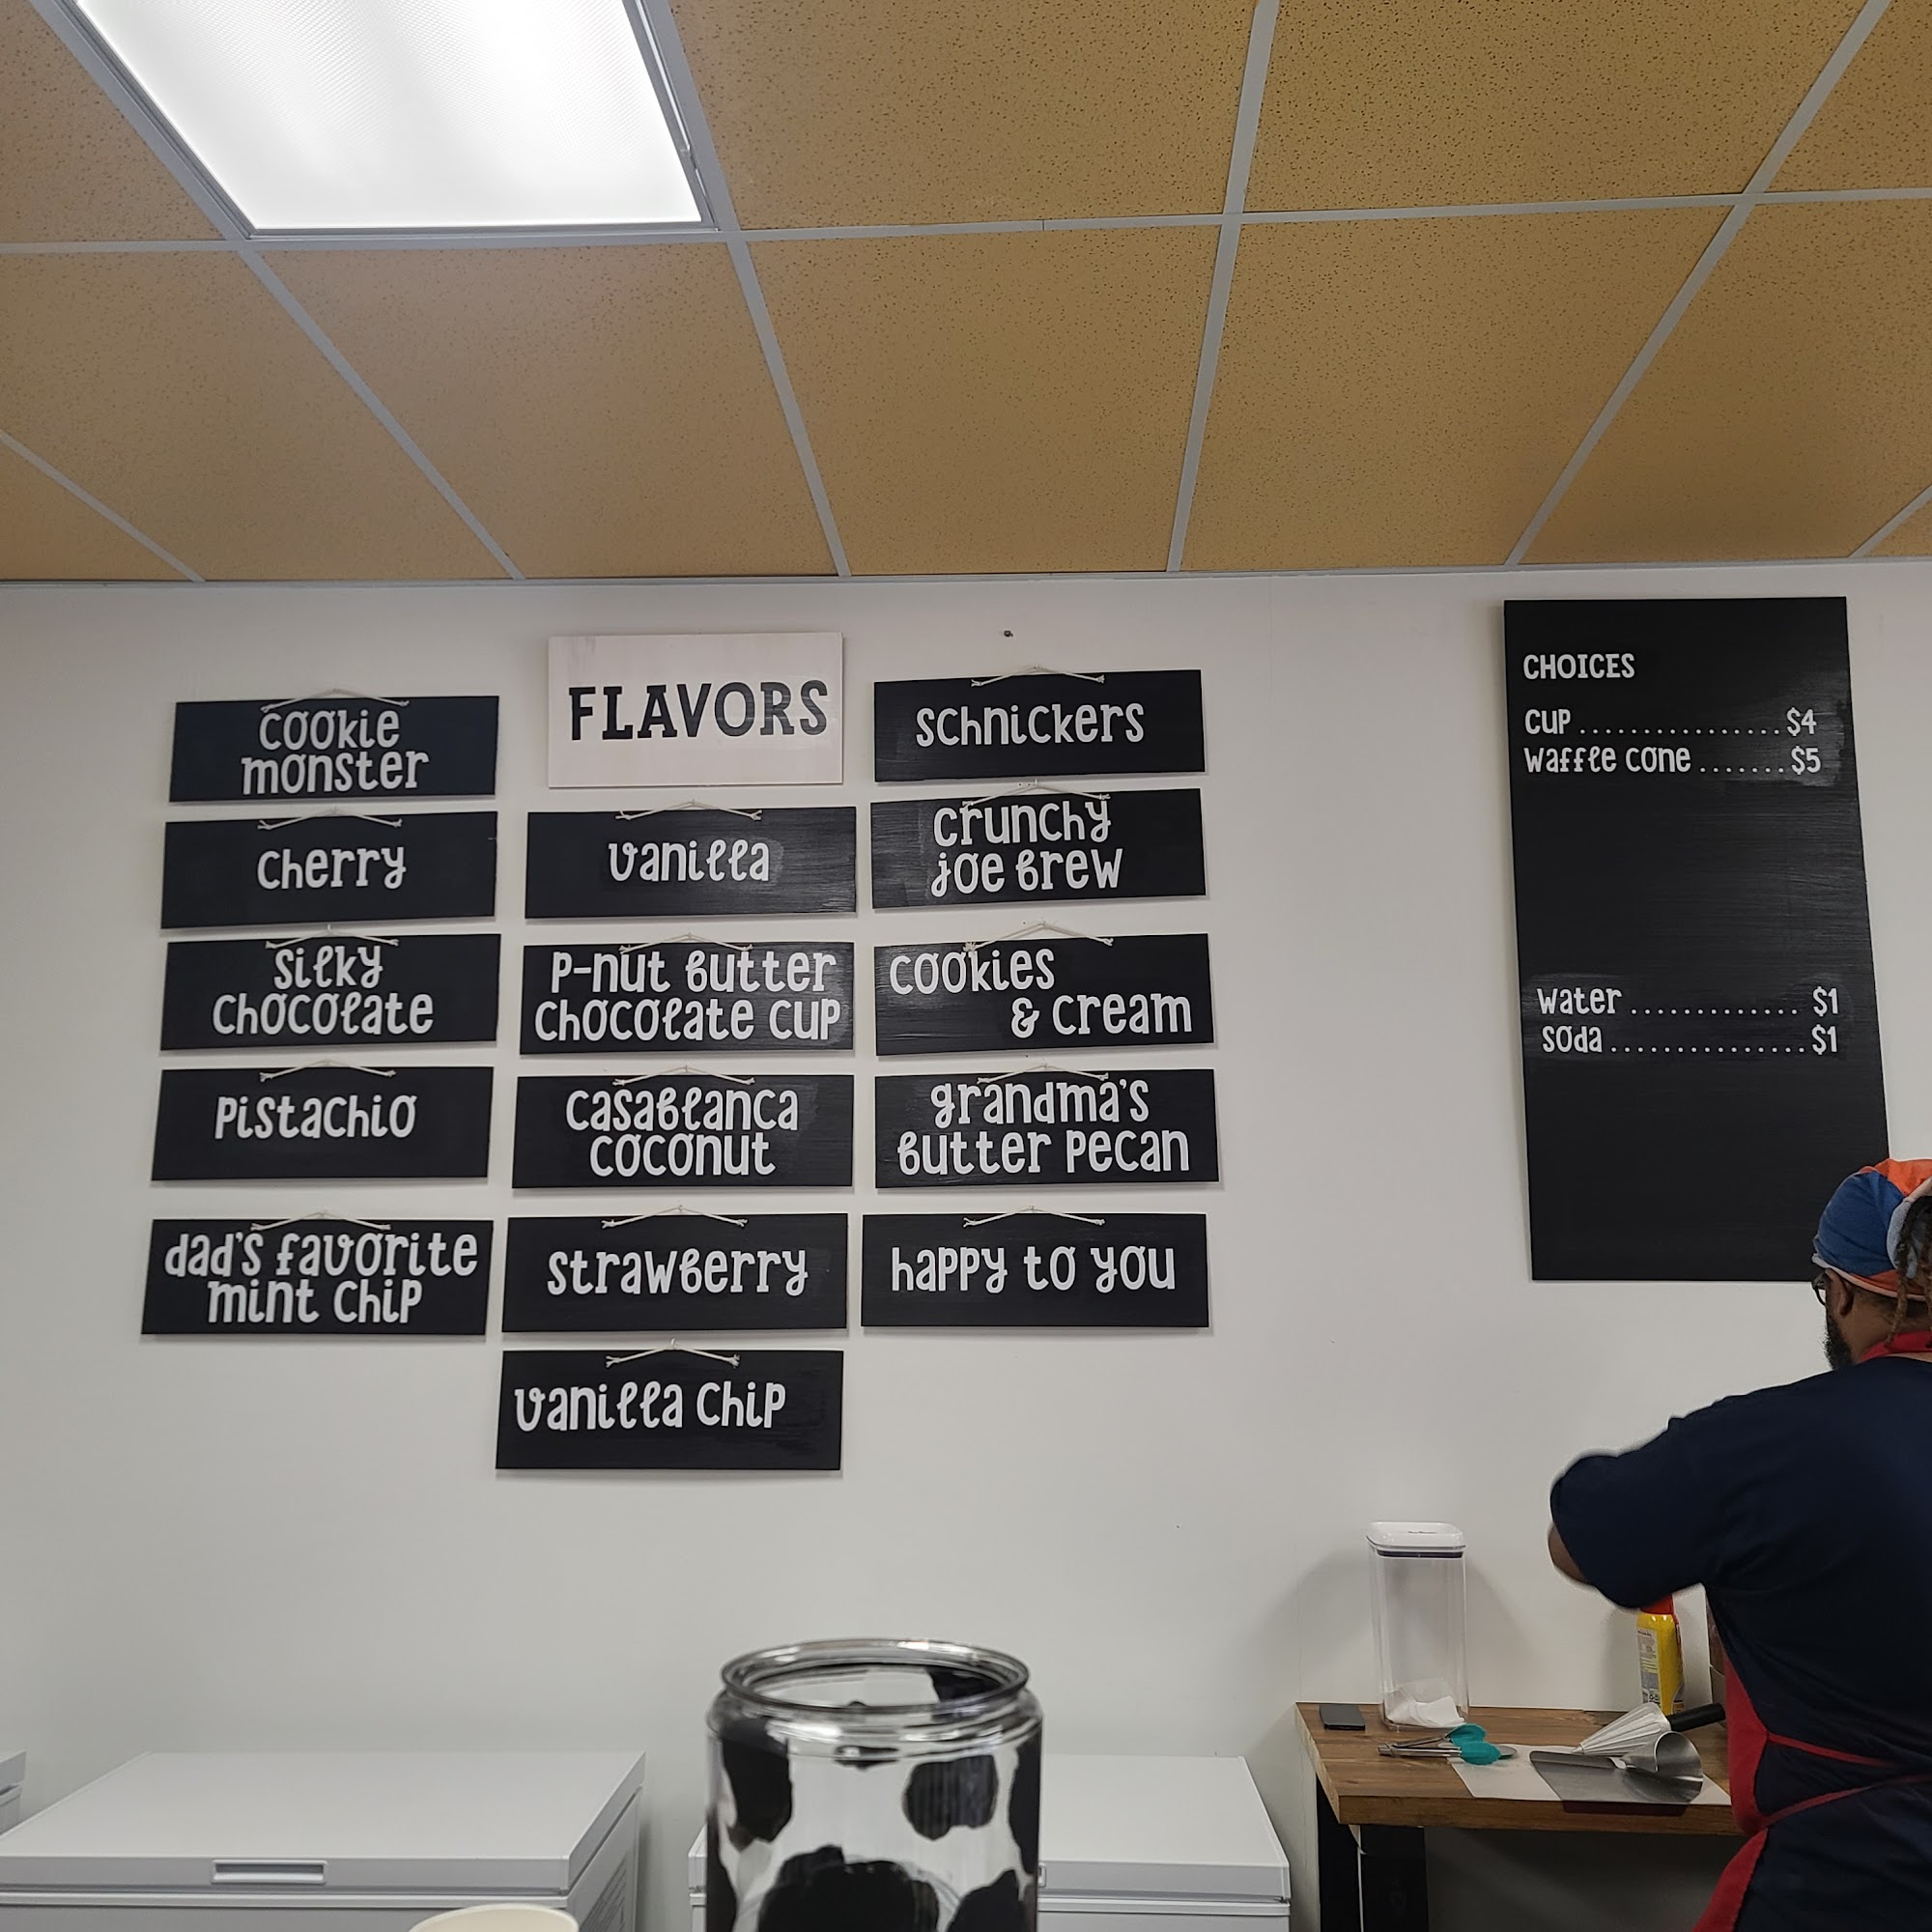 FLAVORS
cookie
monster
cherry
silky
chocolate
pistachio
dad's favorite
mint chip
vanilla
p-nut butter
chocolate cup
casablanca
coconut
strawberry
vanilla chip
schnickers
crunchy
joe brew
cookies
& cream
grandma's
butter pecan
happy to you
CHOICES
cup ................ $4
waffle cone ....... $5
water ............. $1
soda ............... $1